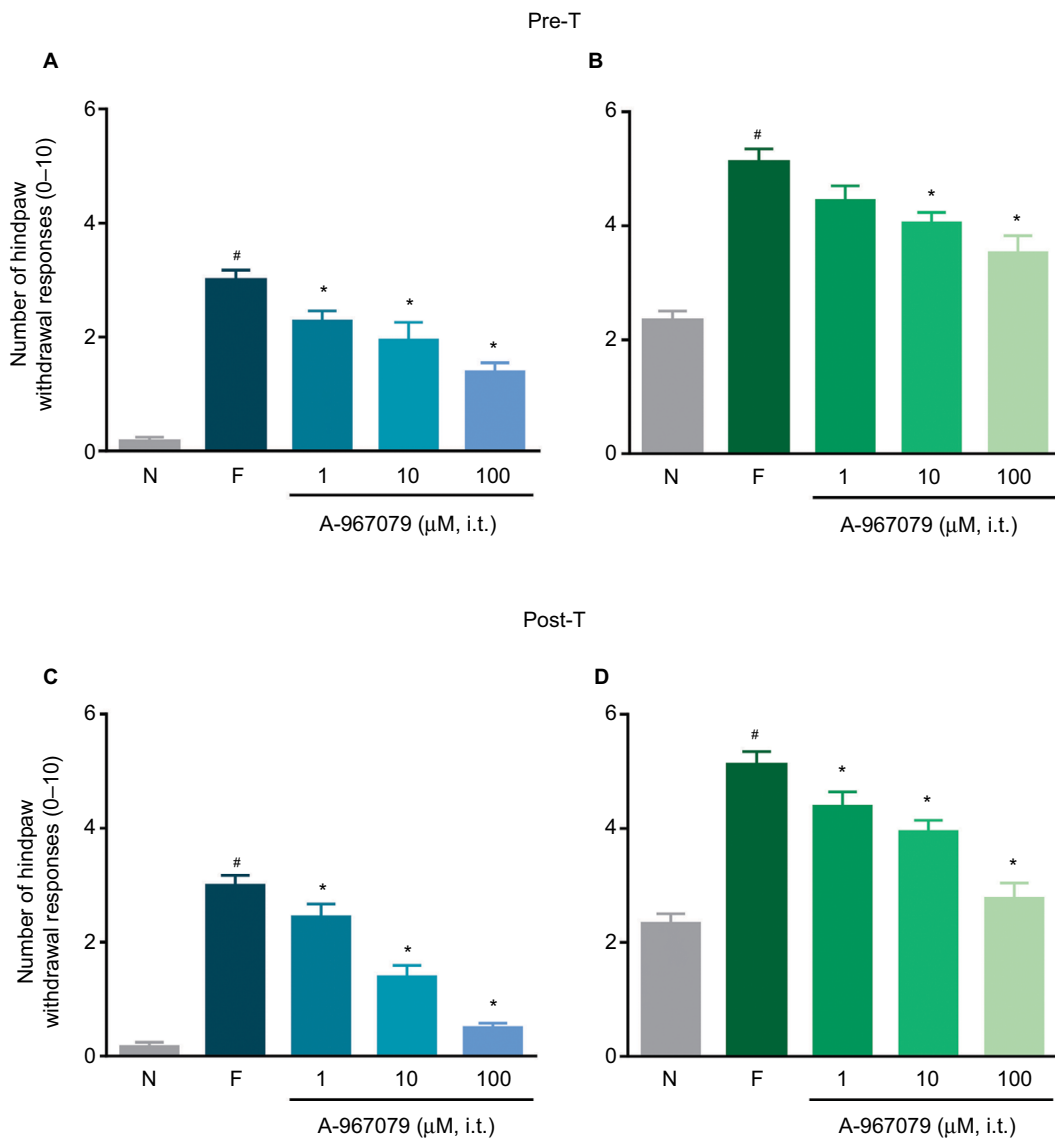 Pre-T
A
B
Number of hindpaw
withdrawal responses (0–10)
6
4
2
0
#
*
*
*
N F 1 10 100
A-967079 (μM, i.t.)
6
4
2
0
#
*
*
N F 1 10 100
A-967079 (μM, i.t.)
Post-T
C
D
Number of hindpaw
withdrawal responses (0–10)
6
4
2
0
#
*
*
*
N F 1 10 100
A-967079 (μM, i.t.)
6
4
2
0
#
*
*
*
N F 1 10 100
A-967079 (μM, i.t.)